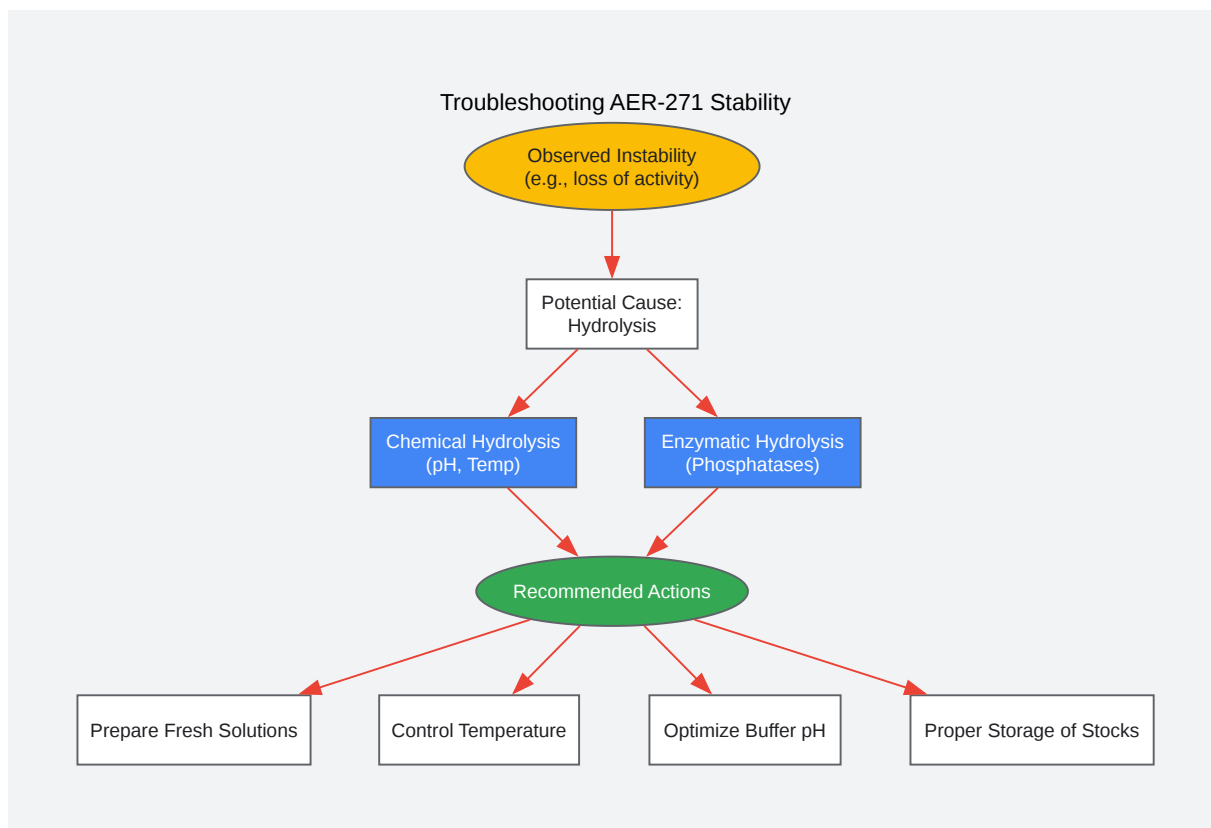 Troubleshooting AER-271 Stability
Observed Instability
(e.g., loss of activity)
Potential Cause:
Hydrolysis
Chemical Hydrolysis
(pH, Temp)
Enzymatic Hydrolysis
(Phosphatases)
Recommended Actions
Prepare Fresh Solutions
Control Temperature
Optimize Buffer pH
Proper Storage of Stocks